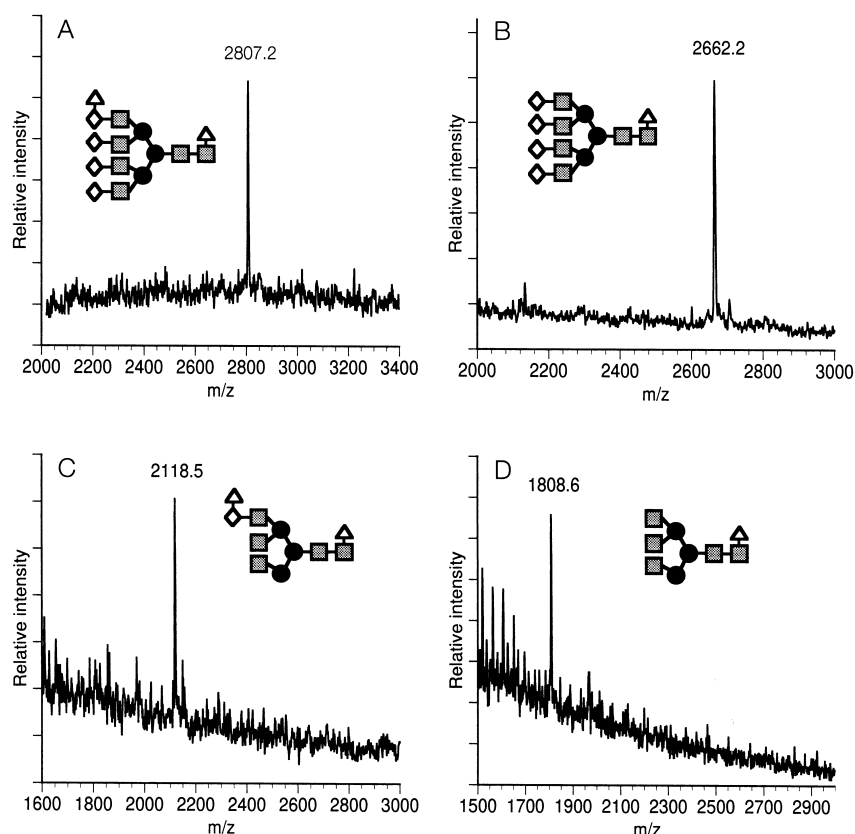 A
2807.2
Relative intensity
2000 2200 2400 2600 2800 3000 3200 3400
m/z
B
2662.2
Relative intensity
2000 2200 2400 2600 2800 3000
m/z
C
2118.5
Relative intensity
1600 1800 2000 2200 2400 2600 2800 3000
m/z
D
1808.6
Relative intensity
1500 1700 1900 2100 2300 2500 2700 2900
m/z